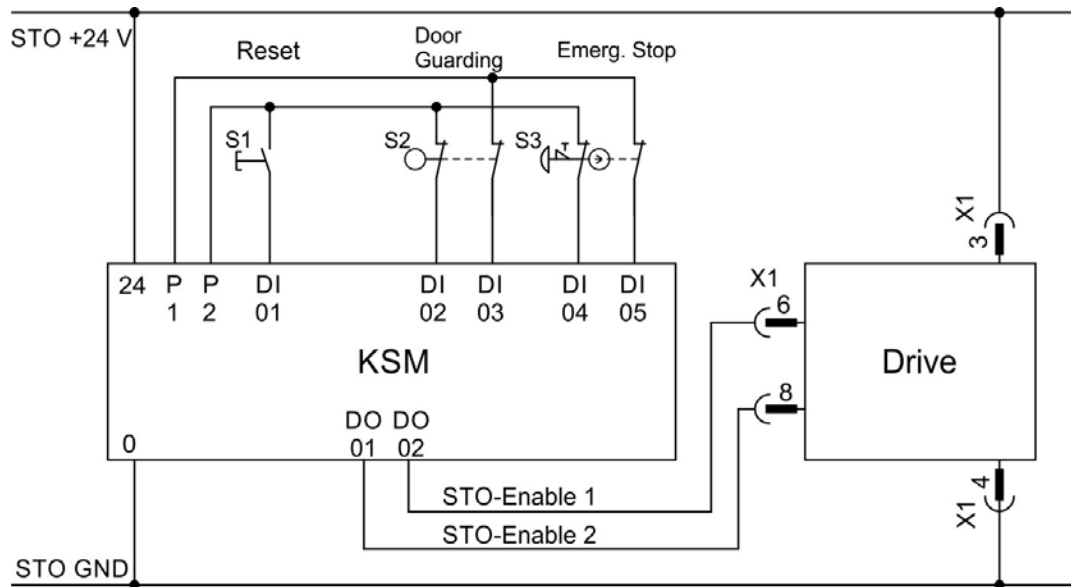 STO +24 V
Reset
Door
Guarding
Emerg. Stop
S1
S2
S3
X1
3
24
P
1
P
2
DI
01
DI
02
DI
03
DI
04
DI
05
X1
6
KSM
Drive
8
0
DO
01
DO
02
4
X1
STO-Enable 1
STO-Enable 2
STO GND